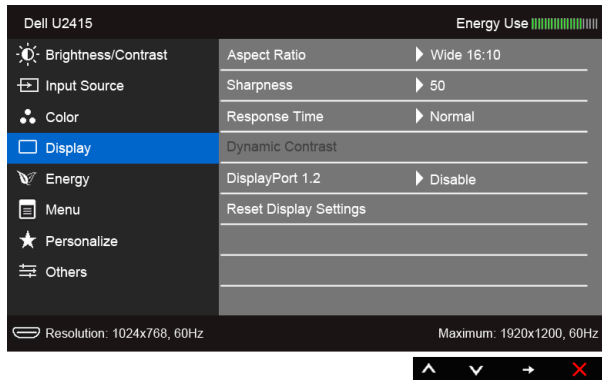 Dell U2415 Energy Use
Brightness/Contrast Aspect Ratio Wide 16:10
Input Source Sharpness 50
Color Response Time Normal
Display Dynamic Contrast
Energy DisplayPort 1.2 Disable
Menu Reset Display Settings
Personalize
Others
Resolution: 1024x768, 60Hz Maximum: 1920x1200, 60Hz